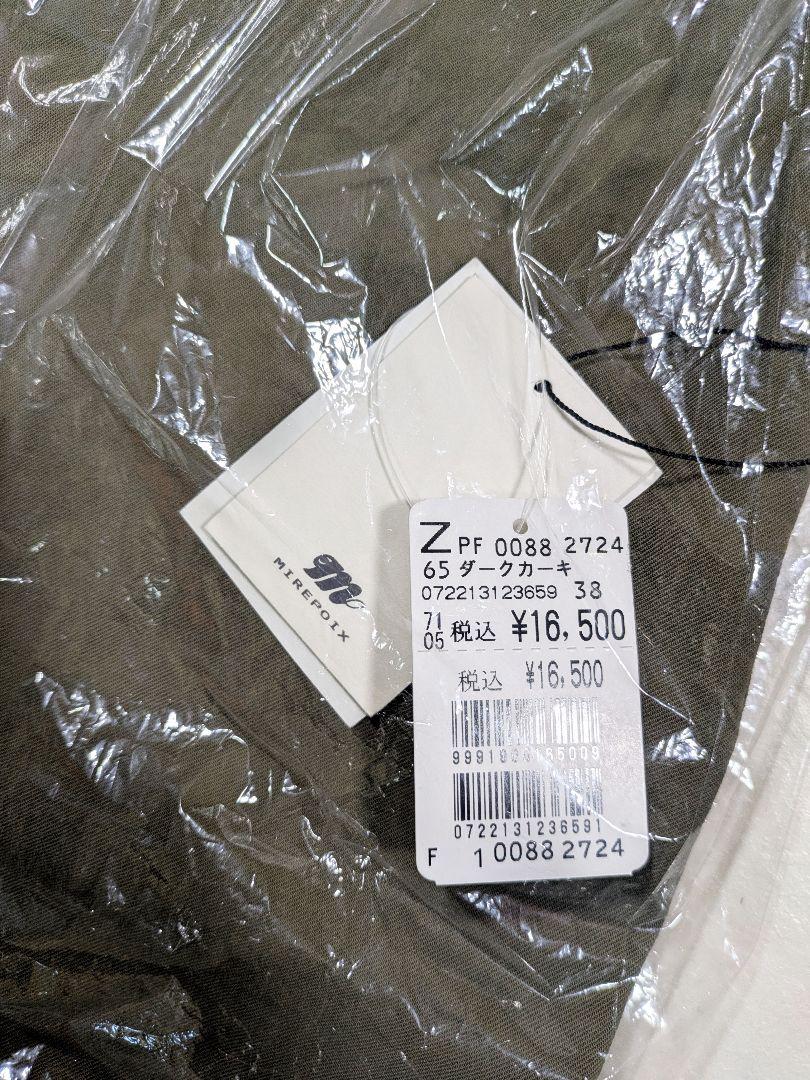 m
MIREPOIX
Z PF 0088 2724
65 ダークカーキ
072213123659 38
71
05 税込 ¥16,500
税込 ¥16,500
0722131236591
F 1 0088 2724